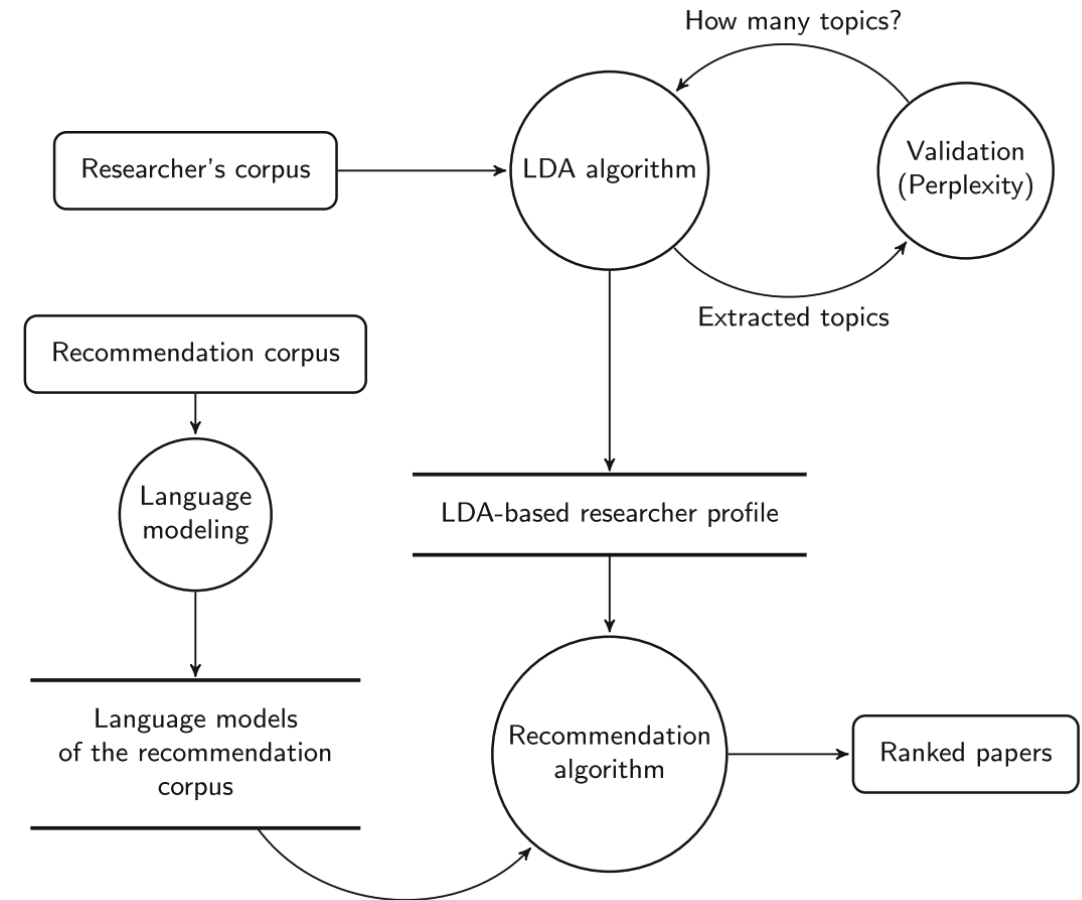 How many topics?
Researcher's corpus
LDA algorithm
Validation
(Perplexity)
Extracted topics
Recommendation corpus
Language
modeling
LDA-based researcher profile
Language models
of the recommendation
corpus
Recommendation
algorithm
Ranked papers